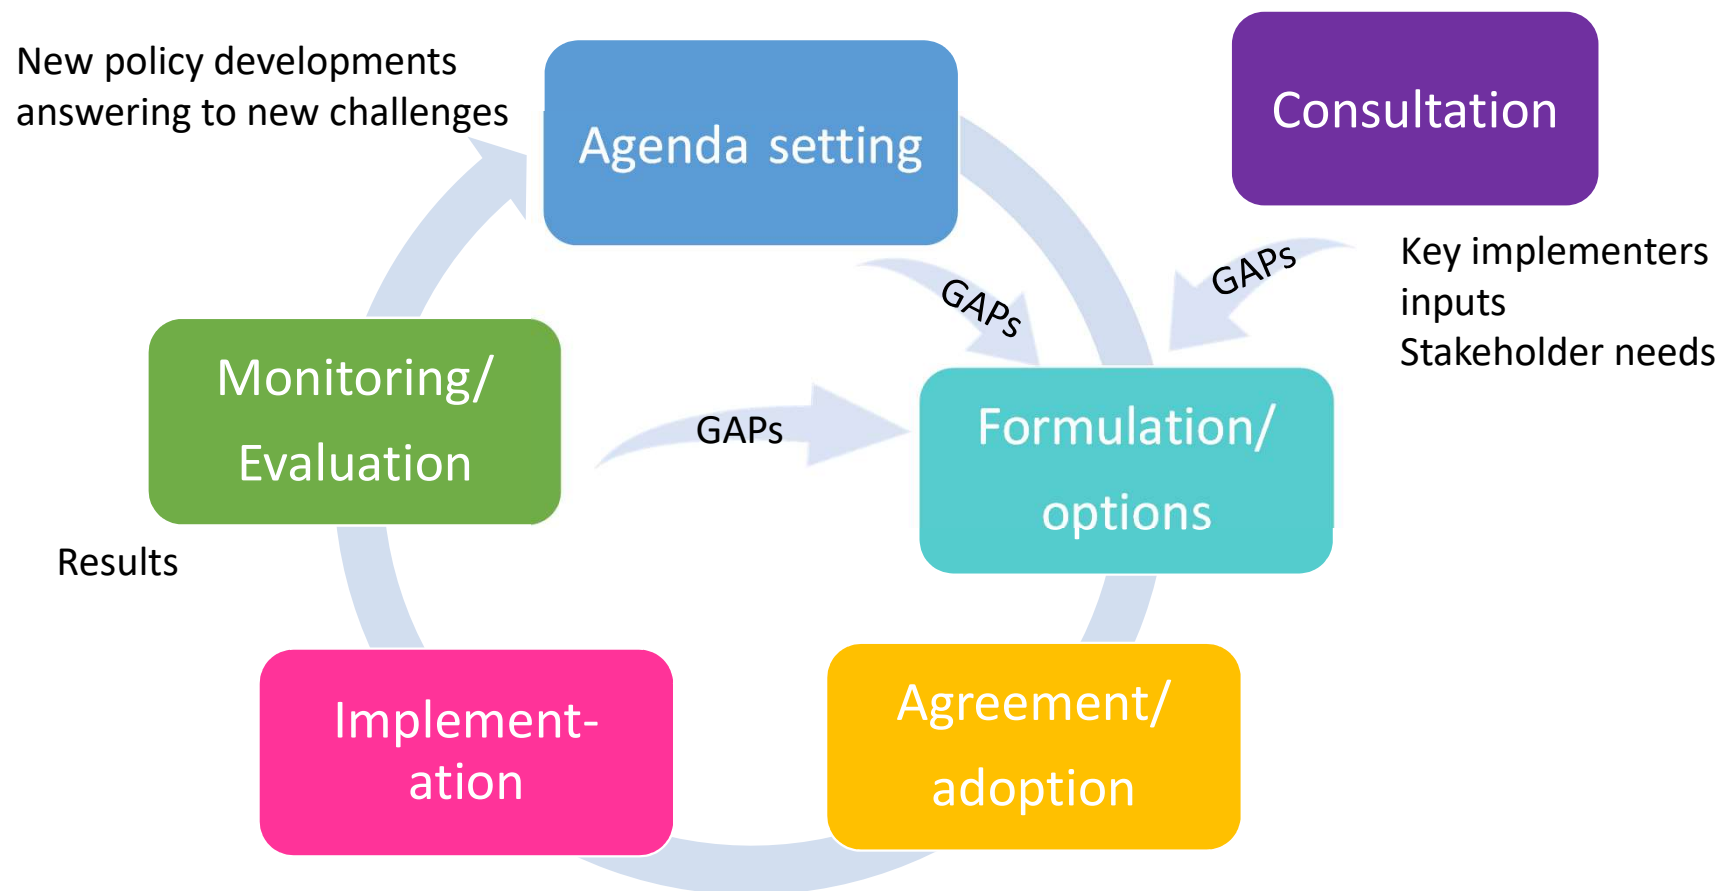 New policy developments
answering to new challenges
Agenda setting
Consultation
GAPs
GAPs
Key implementers
inputs
Stakeholder needs
Monitoring/
Evaluation
GAPs
Formulation/
options
Results
Implement-
ation
Agreement/
adoption